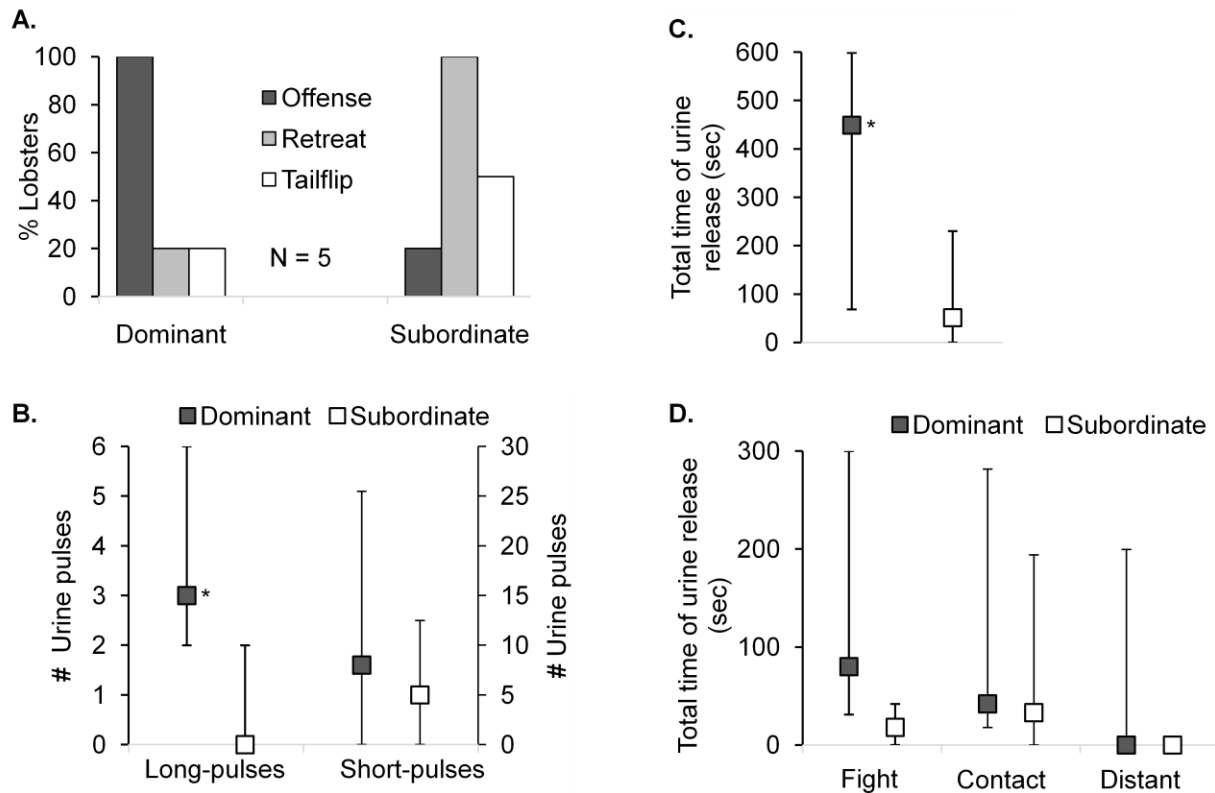 A.
% Lobsters
100
80
60
40
20
0
Offense
Retreat
Tailflip
N = 5
Dominant
Subordinate
C.
Total time of urine
release (sec)
600
500
400
300
200
100
0
*
B.
Dominant
Subordinate
# Urine pulses
6
5
4
3
2
1
0
*
30
25
20
15
10
5
0
# Urine pulses
Long-pulses
Short-pulses
D.
Dominant
Subordinate
Total time of urine release
(sec)
300
200
100
0
Fight
Contact
Distant